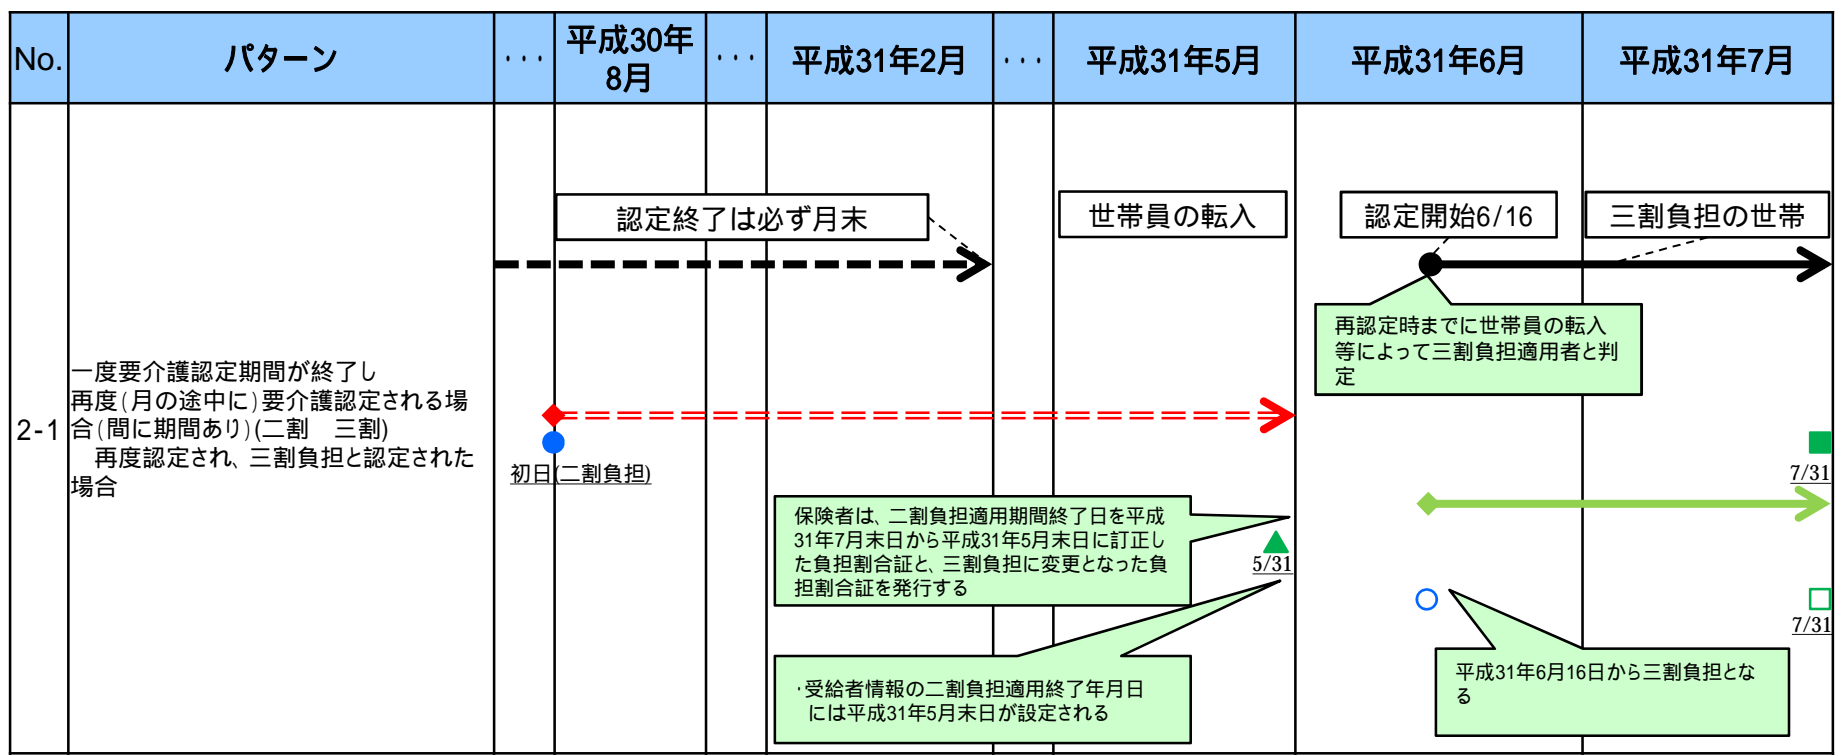 No.
パターン
・・・
平成30年
8月
・・・
平成31年2月
・・・
平成31年5月
平成31年6月
平成31年7月
認定終了は必ず月末
世帯員の転入
認定開始6/16
三割負担の世帯
再認定時までに世帯員の転入
等によって三割負担適用者と判
定
2-1
一度要介護認定期間が終了し
再度(月の途中に)要介護認定される場
合(間に期間あり)(二割　三割)
　再度認定され、三割負担と認定された
場合
初日(二割負担)
7/31
保険者は、二割負担適用期間終了日を平成
31年7月末日から平成31年5月末日に訂正し
た負担割合証と、三割負担に変更となった負
担割合証を発行する
5/31
7/31
・受給者情報の二割負担適用終了年月日
には平成31年5月末日が設定される
平成31年6月16日から三割負担とな
る